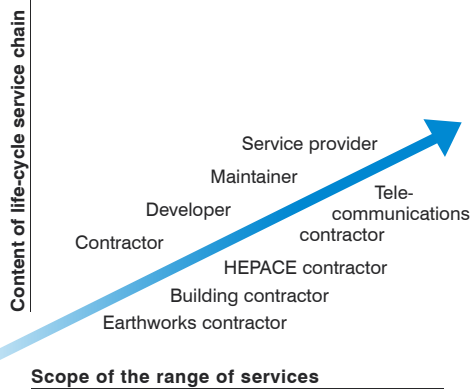 Content of life-cycle service chain
Service provider
Maintainer
Developer
Contractor
Tele-
communications
contractor
HEPACE contractor
Building contractor
Earthworks contractor
Scope of the range of services